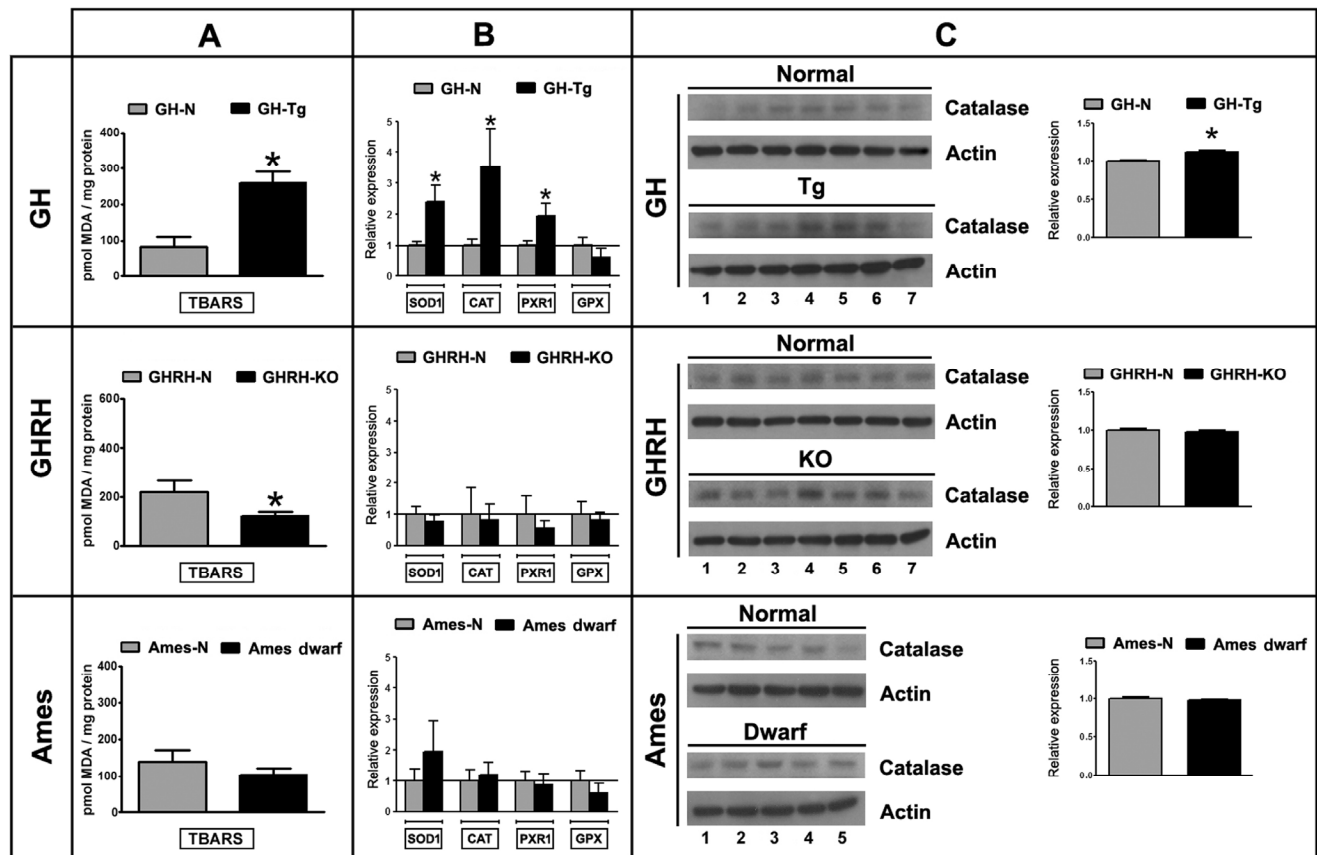 A B C
GH
GH-N GH-Tg
pmol MDA / mg protein
400
300
200
100
0
*
TBARS
GH-N GH-Tg
Relative expression
5
4
3
2
1
0
* * *
SOD1 CAT PXR1 GPX
GH
Normal
Catalase
Actin
Tg
Catalase
Actin
1 2 3 4 5 6 7
GH-N GH-Tg
Relative expression
1.5
1.0
0.5
0.0
*
GHRH
GHRH-N GHRH-KO
pmol MDA / mg protein
600
400
200
0
*
TBARS
GHRH-N GHRH-KO
Relative expression
5
4
3
2
1
0
SOD1 CAT PXR1 GPX
GHRH
Normal
Catalase
Actin
KO
Catalase
Actin
1 2 3 4 5 6 7
GHRH-N GHRH-KO
Relative expression
1.5
1.0
0.5
0.0
Ames
Ames-N Ames dwarf
pmol MDA / mg protein
400
300
200
100
0
TBARS
Ames-N Ames dwarf
Relative expression
5
4
3
2
1
0
SOD1 CAT PXR1 GPX
Ames
Normal
Catalase
Actin
Dwarf
Catalase
Actin
1 2 3 4 5
Ames-N Ames dwarf
Relative expression
1.5
1.0
0.5
0.0